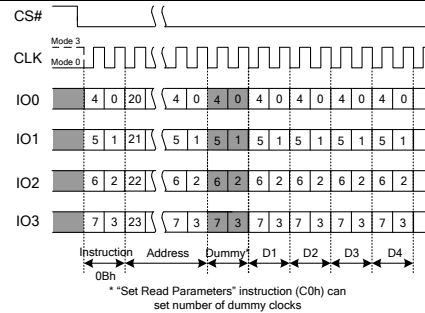 CS#
Mode 3
CLK
Mode 0
IO0 4 0 20 4 0 4 0 4 0 4 0 4 0 4 0
IO1 5 1 21 5 1 5 1 5 1 5 1 5 1 5 1
IO2 6 2 22 6 2 6 2 6 2 6 2 6 2 6 2
IO3 7 3 23 7 3 7 3 7 3 7 3 7 3 7 3
Instruction Address Dummy* D1 D2 D3 D4
0Bh
* "Set Read Parameters" instruction (C0h) can
set number of dummy clocks